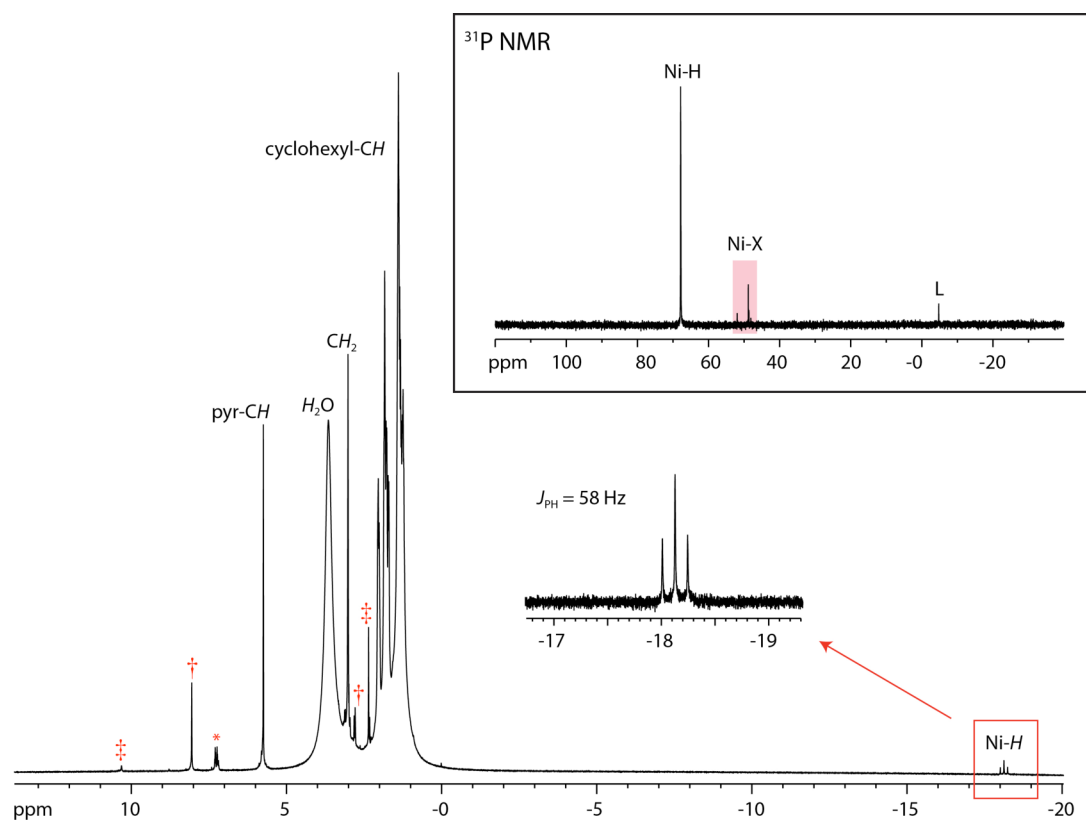 ³¹P NMR
Ni-H
Ni-X
L
ppm 100 80 60 40 20 -0 -20
cyclohexyl-CH
CH₂
H₂O
pyr-CH
J_PH = 58 Hz
-17 -18 -19
‡
†
*
†
‡
Ni-H
ppm 10 5 -0 -5 -10 -15 -20